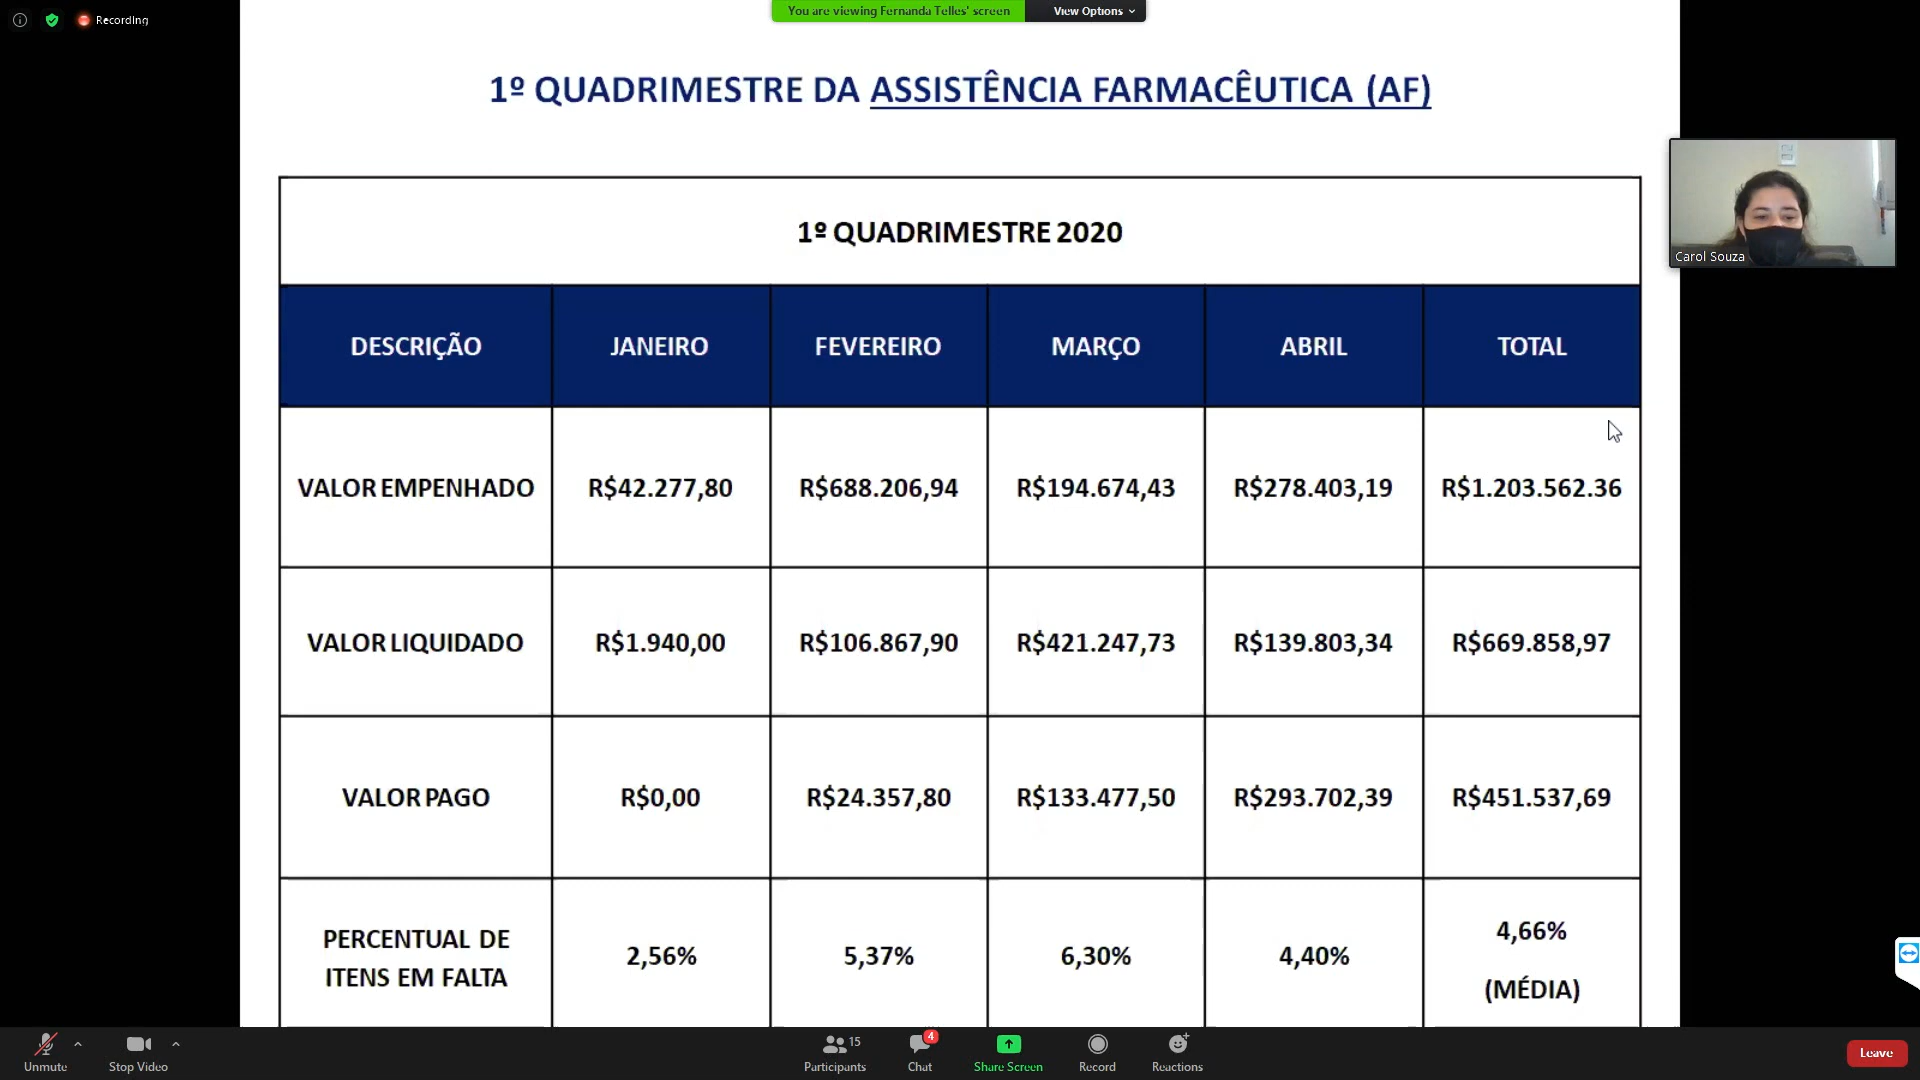 Recording
You are viewing Fernanda Telles' screen
View Options
1º QUADRIMESTRE DA ASSISTÊNCIA FARMACÊUTICA (AF)
1º QUADRIMESTRE 2020
DESCRIÇÃO JANEIRO FEVEREIRO MARÇO ABRIL TOTAL
VALOR EMPENHADO R$42.277,80 R$688.206,94 R$194.674,43 R$278.403,19 R$1.203.562.36
VALOR LIQUIDADO R$1.940,00 R$106.867,90 R$421.247,73 R$139.803,34 R$669.858,97
VALOR PAGO R$0,00 R$24.357,80 R$133.477,50 R$293.702,39 R$451.537,69
PERCENTUAL DE
ITENS EM FALTA 2,56% 5,37% 6,30% 4,40% 4,66%
(MÉDIA)
Carol Souza
Unmute
Stop Video
15
Participants
4
Chat
Share Screen
Record
Reactions
Leave